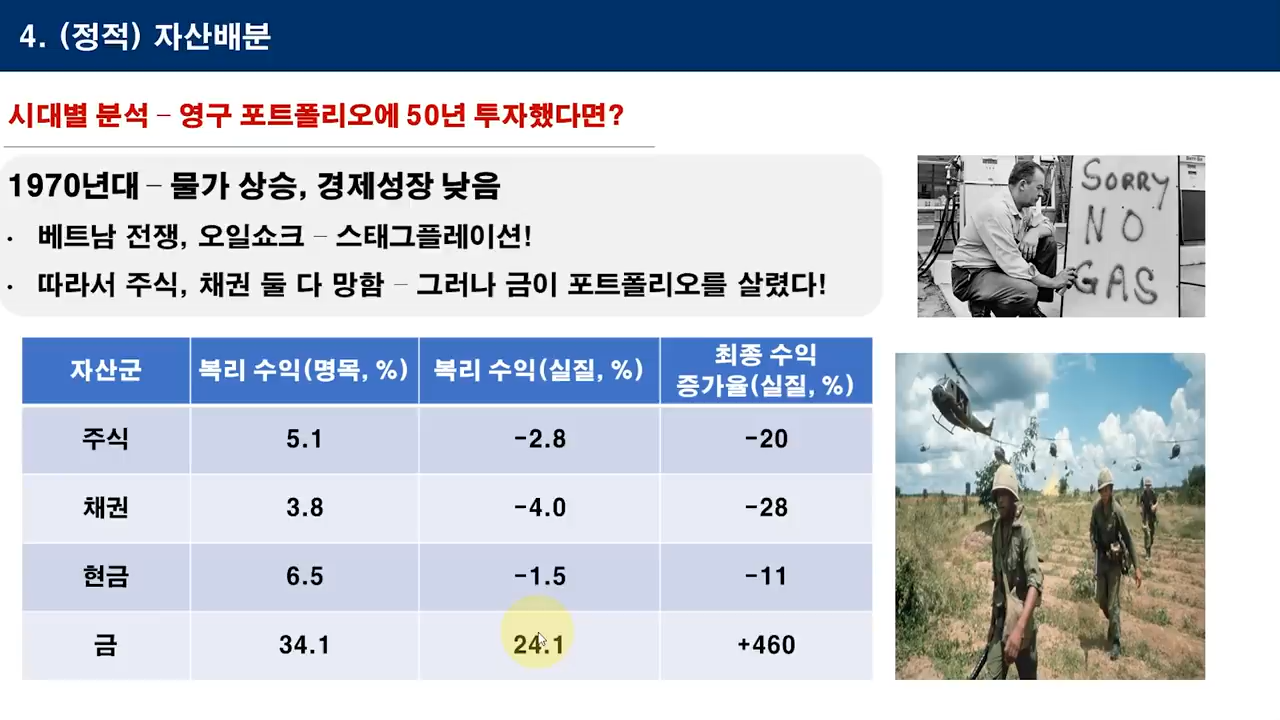 4. (정적) 자산배분
시대별 분석 – 영구 포트폴리오에 50년 투자했다면?
1970년대 – 물가 상승, 경제성장 낮음
• 베트남 전쟁, 오일쇼크 – 스태그플레이션!
• 따라서 주식, 채권 둘 다 망함 – 그러나 금이 포트폴리오를 살렸다!
SORRY
NO
GAS
자산군 복리 수익(명목, %) 복리 수익(실질, %) 최종 수익 증가율(실질, %)
주식 5.1 -2.8 -20
채권 3.8 -4.0 -28
현금 6.5 -1.5 -11
금 34.1 24.1 +460